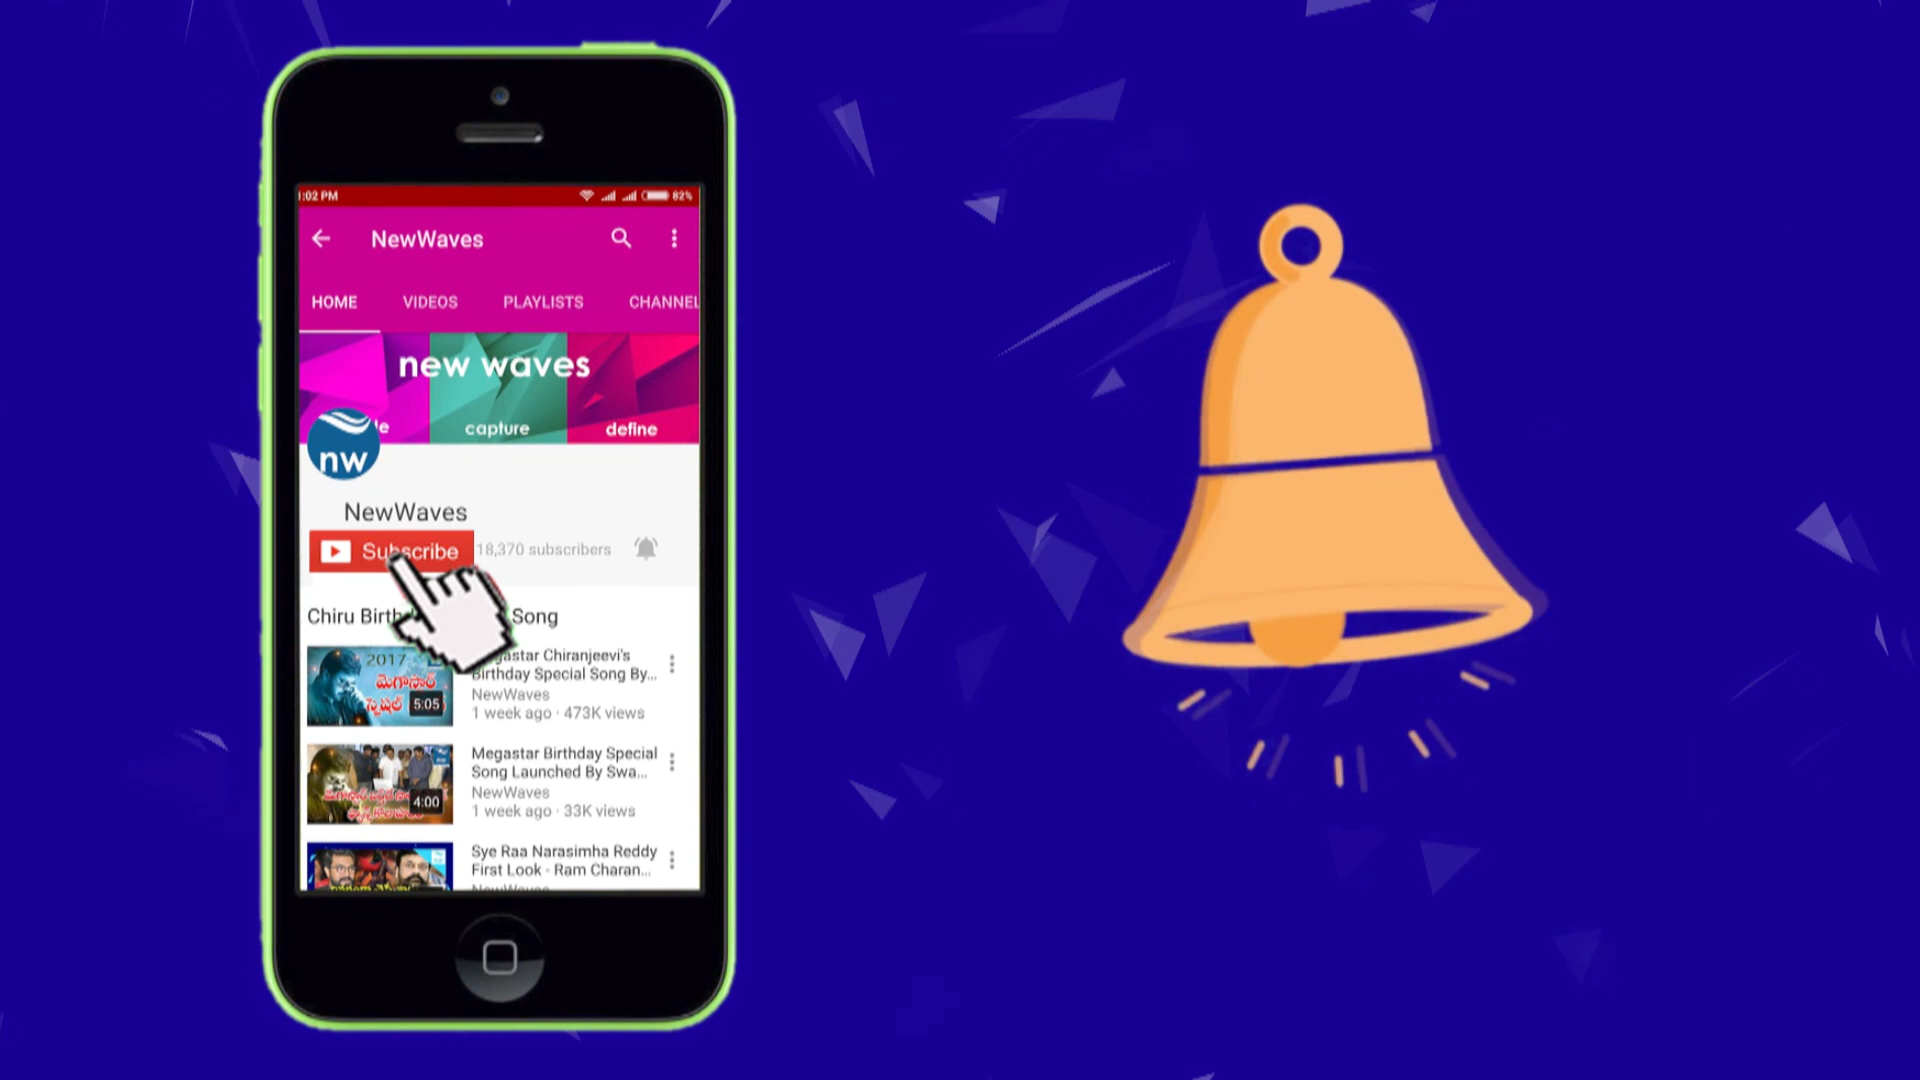 1:02 PM 82%
NewWaves
HOME VIDEOS PLAYLISTS CHANNEL
new waves
capture define
nw
NewWaves
Subscribe 18,370 subscribers
Chiru Song
2017
మెగాస్టార్
స్పెషల్ 5:05
Chiranjeevi's
Birthday Special Song By...
NewWaves
1 week ago · 473K views
4:00
Megastar Birthday Special
Song Launched By Swa...
NewWaves
1 week ago · 33K views
Sye Raa Narasimha Reddy
First Look - Ram Charan...